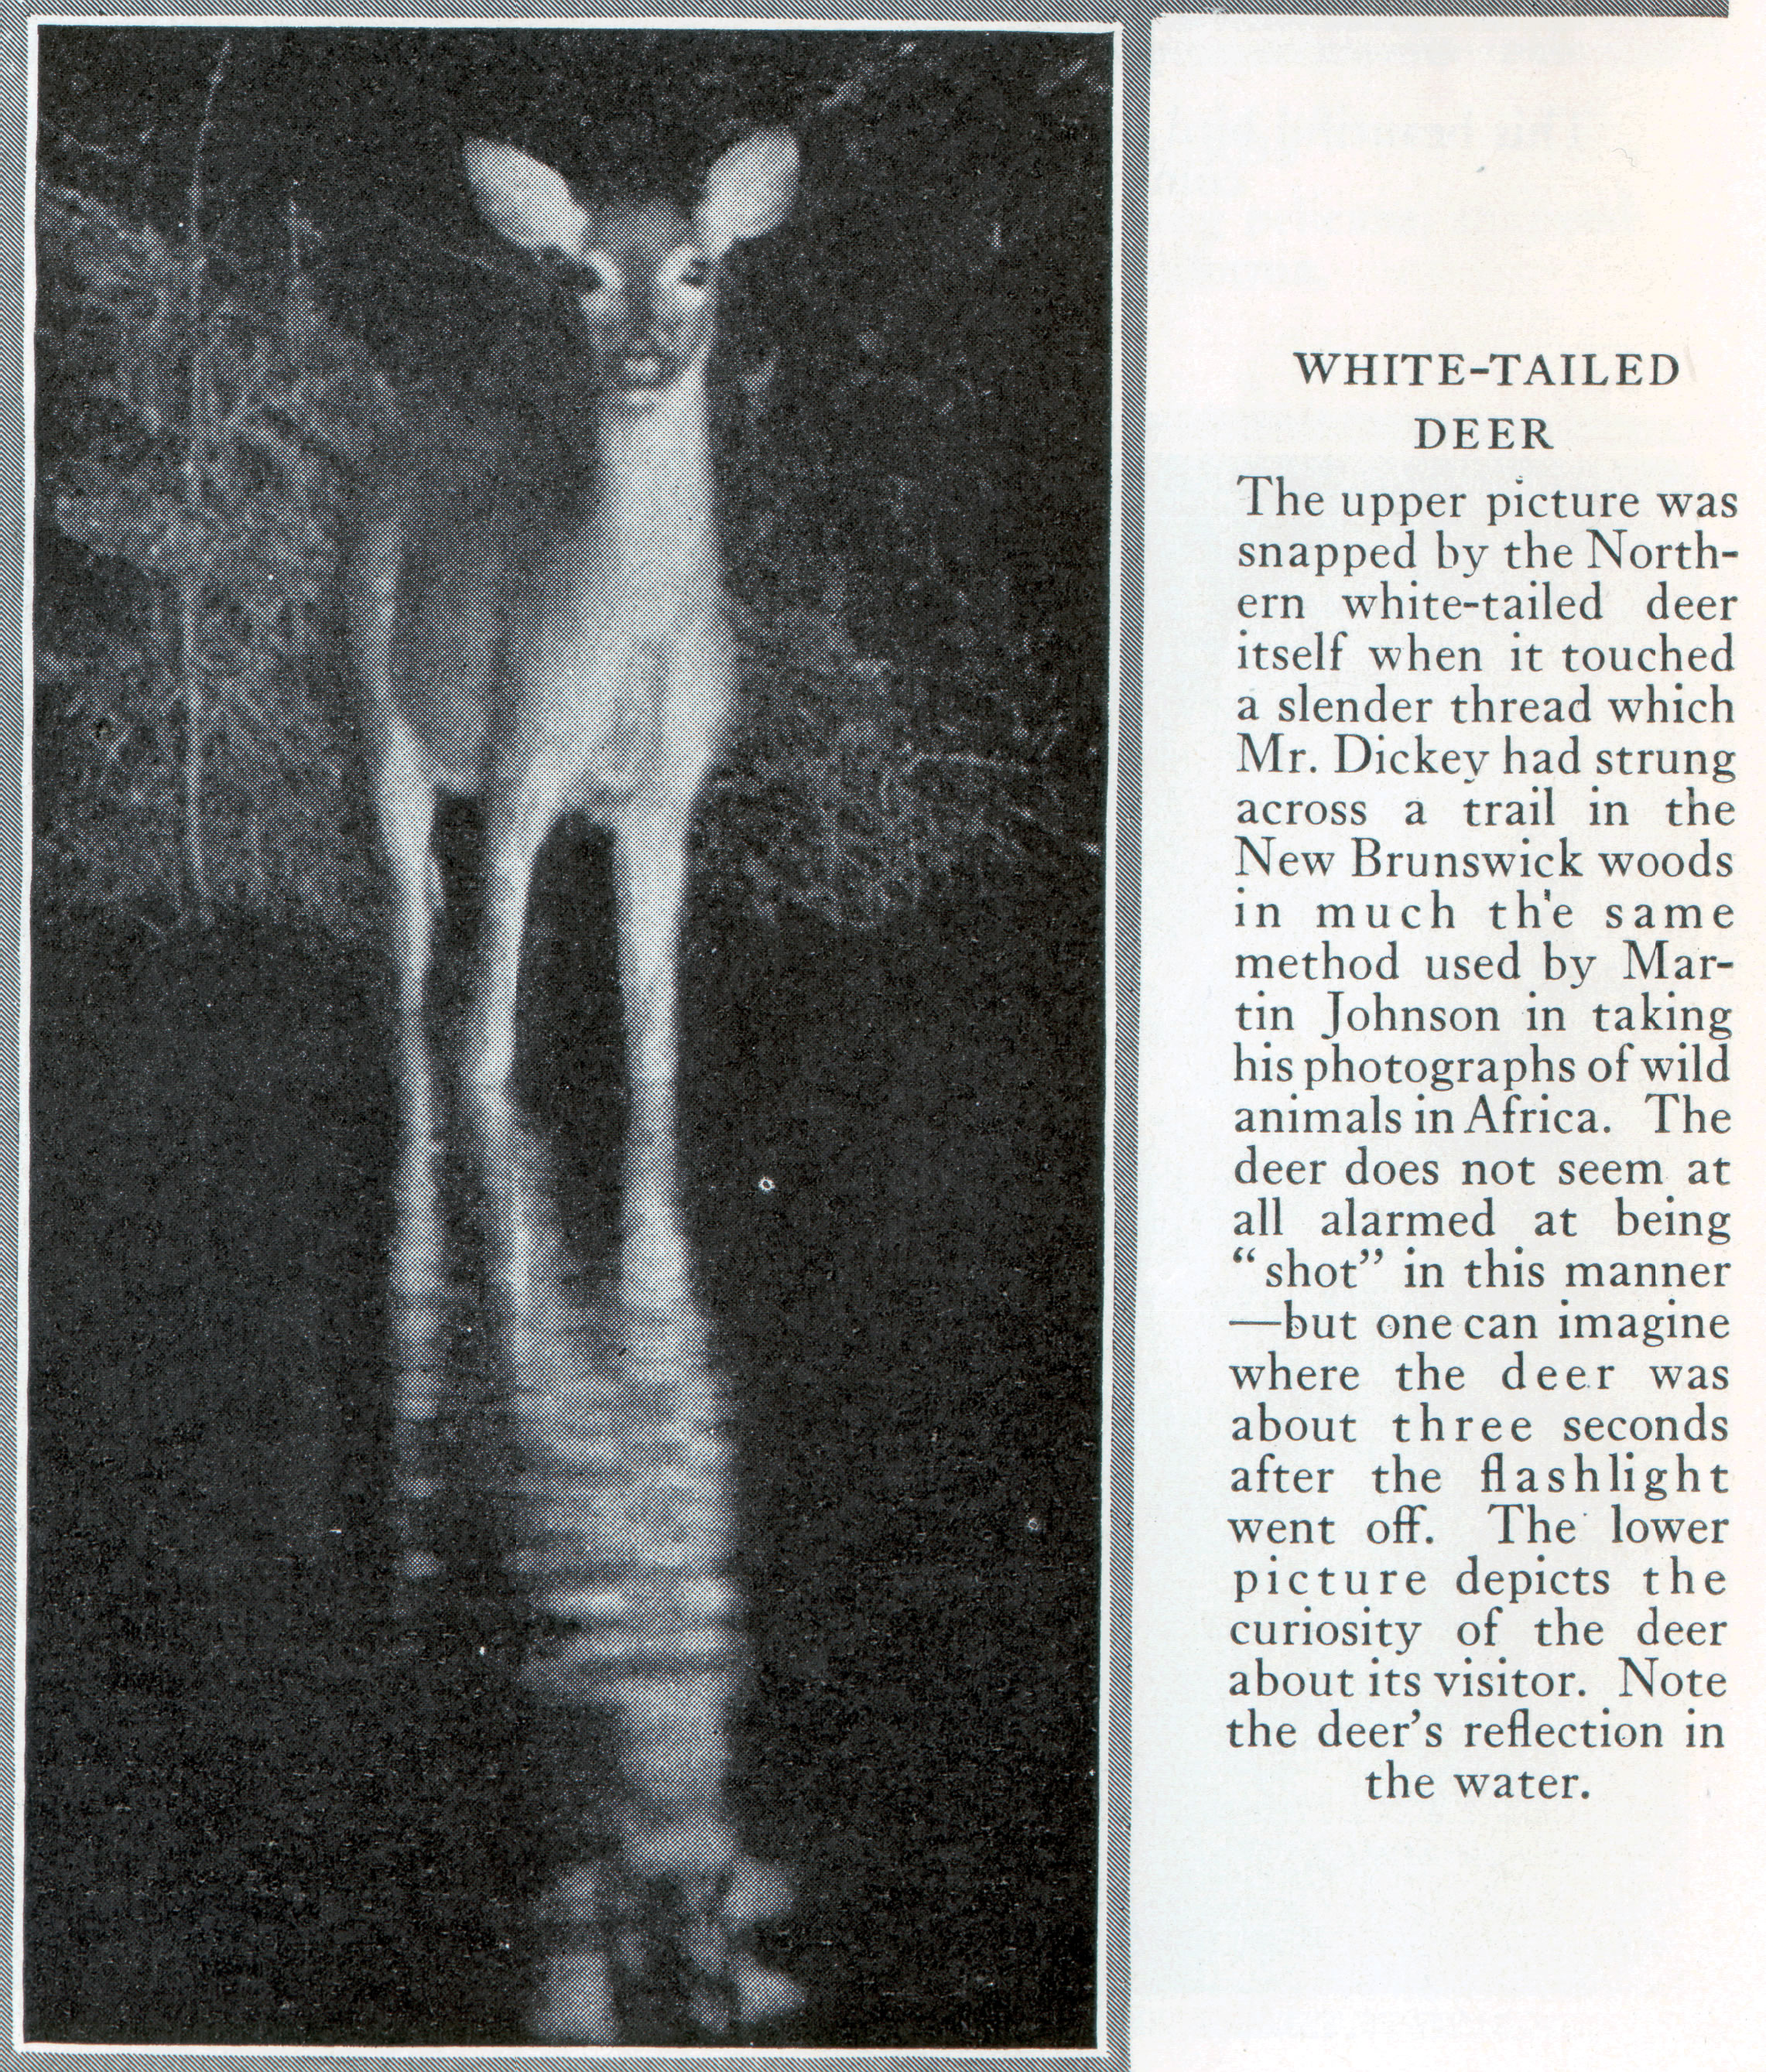 WHITE-TAILED
DEER
The upper picture was
snapped by the North-
ern white-tailed deer
itself when it touched
a slender thread which
Mr. Dickey had strung
across a trail in the
New Brunswick woods
in much the same
method used by Mar-
tin Johnson in taking
his photographs of wild
animals in Africa. The
deer does not seem at
all alarmed at being
“shot” in this manner
—but one can imagine
where the deer was
about three seconds
after the flashlight
went off. The lower
picture depicts the
curiosity of the deer
about its visitor. Note
the deer’s reflection in
the water.